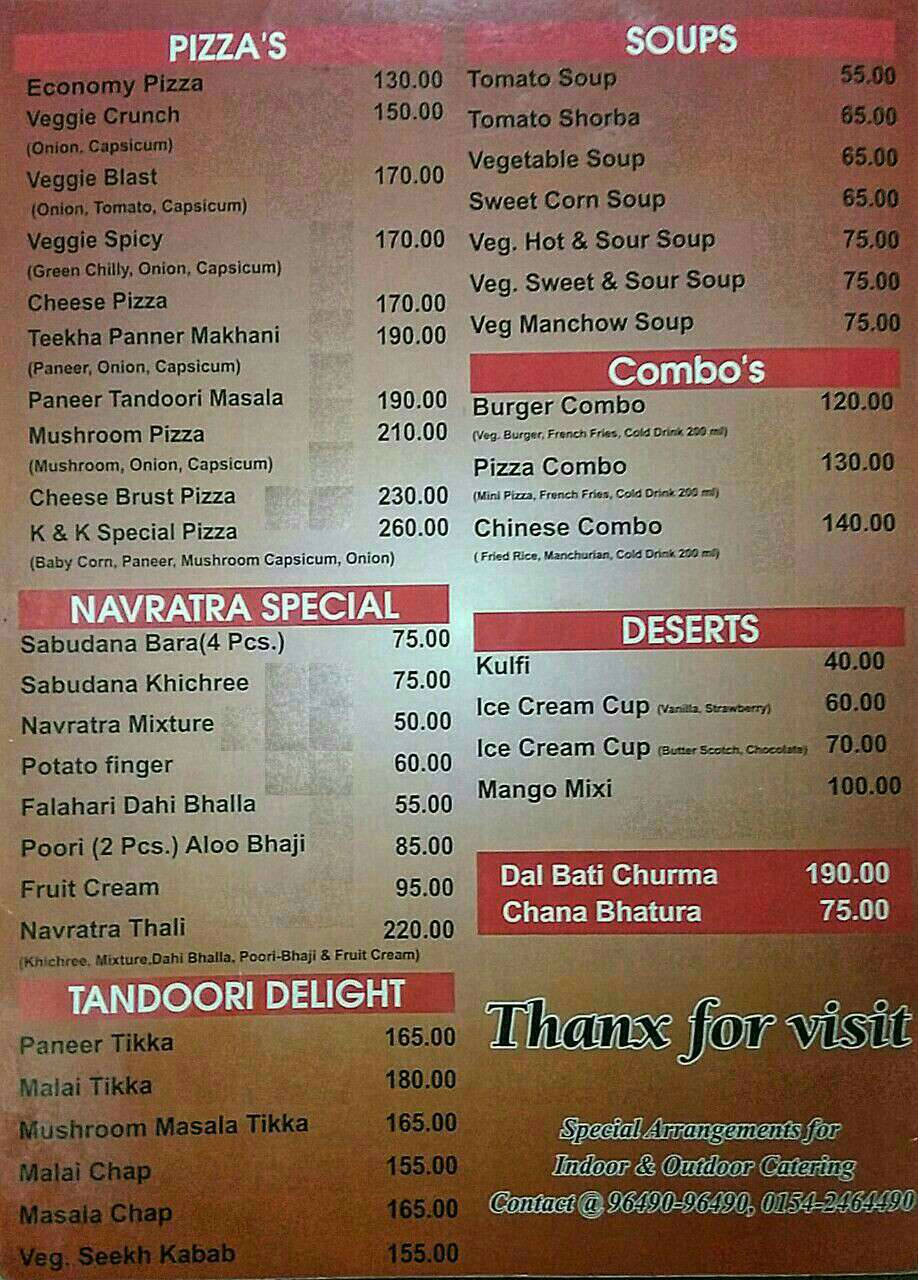 PIZZA'S
Economy Pizza 130.00
Veggie Crunch 150.00
(Onion, Capsicum)
Veggie Blast 170.00
(Onion, Tomato, Capsicum)
Veggie Spicy 170.00
(Green Chilly, Onion, Capsicum)
Cheese Pizza 170.00
Teekha Panner Makhani 190.00
(Paneer, Onion, Capsicum)
Paneer Tandoori Masala 190.00
Mushroom Pizza 210.00
(Mushroom, Onion, Capsicum)
Cheese Brust Pizza 230.00
K & K Special Pizza 260.00
(Baby Corn, Paneer, Mushroom Capsicum, Onion)
NAVRATRA SPECIAL
Sabudana Bara(4 Pcs.) 75.00
Sabudana Khichree 75.00
Navratra Mixture 50.00
Potato finger 60.00
Falahari Dahi Bhalla 55.00
Poori (2 Pcs.) Aloo Bhaji 85.00
Fruit Cream 95.00
Navratra Thali 220.00
(Khichree, Mixture,Dahi Bhalla, Poori-Bhaji & Fruit Cream)
TANDOORI DELIGHT
Paneer Tikka 165.00
Malai Tikka 180.00
Mushroom Masala Tikka 165.00
Malai Chap 155.00
Masala Chap 165.00
Veg. Seekh Kabab 155.00
SOUPS
Tomato Soup 55.00
Tomato Shorba 65.00
Vegetable Soup 65.00
Sweet Corn Soup 65.00
Veg. Hot & Sour Soup 75.00
Veg. Sweet & Sour Soup 75.00
Veg Manchow Soup 75.00
Combo's
Burger Combo 120.00
(Veg. Burger, French Fries, Cold Drink 200 ml)
Pizza Combo 130.00
(Mini Pizza, French Fries, Cold Drink 200 ml)
Chinese Combo 140.00
( Fried Rice, Manchurian, Cold Drink 200 ml)
DESERTS
Kulfi 40.00
Ice Cream Cup (Vanilla, Strawberry) 60.00
Ice Cream Cup (Butter Scotch, Chocolate) 70.00
Mango Mixi 100.00
Dal Bati Churma 190.00
Chana Bhatura 75.00
Thanx for visit
Special Arrangements for
Indoor & Outdoor Catering
Contact @ 96490-96490, 0154-2464490